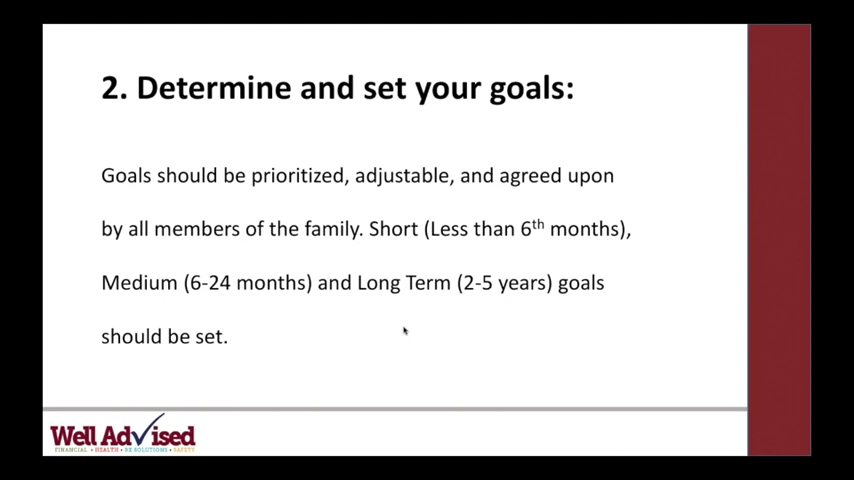 2. Determine and set your goals:
Goals should be prioritized, adjustable, and agreed upon
by all members of the family. Short (Less than 6th months),
Medium (6-24 months) and Long Term (2-5 years) goals
should be set.
Well Advised
FINANCIAL • HEALTH • RESOLUTIONS • SAFETY